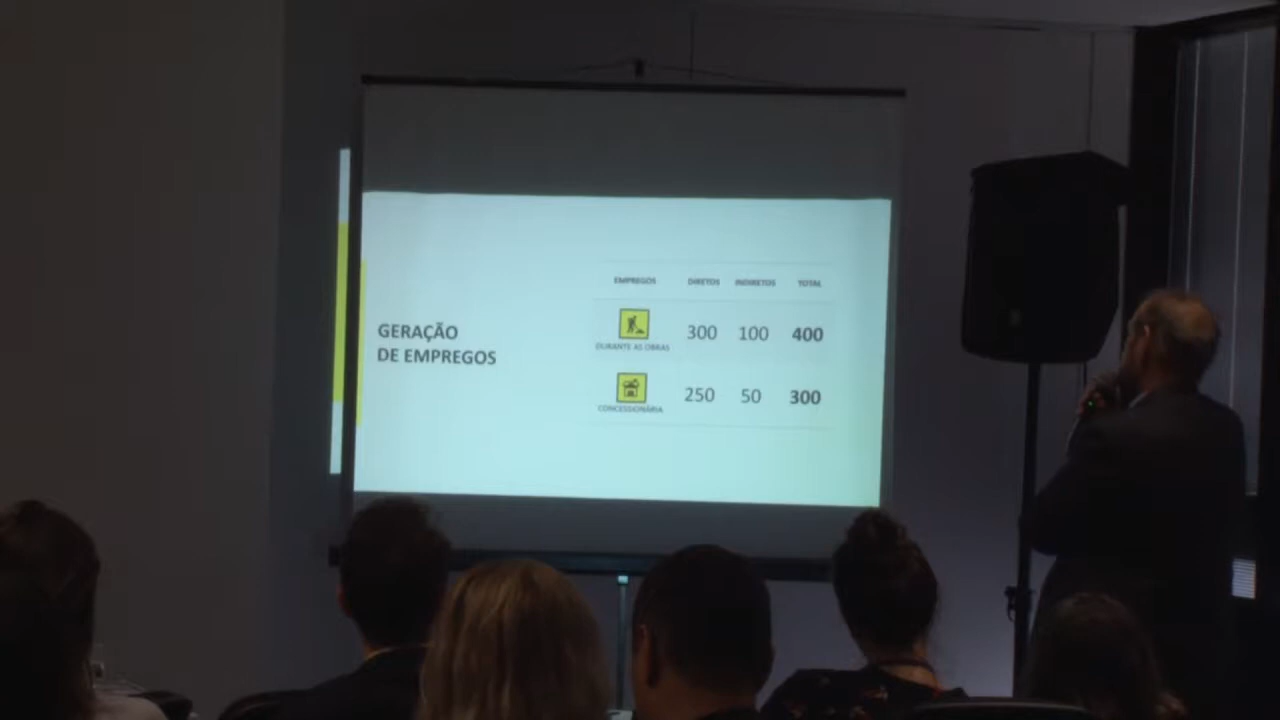 GERAÇÃO
DE EMPREGOS
EMPREGOS DIRETOS INDIRETOS TOTAL
300 100 400
DURANTE AS OBRAS
250 50 300
CONCESSIONÁRIA